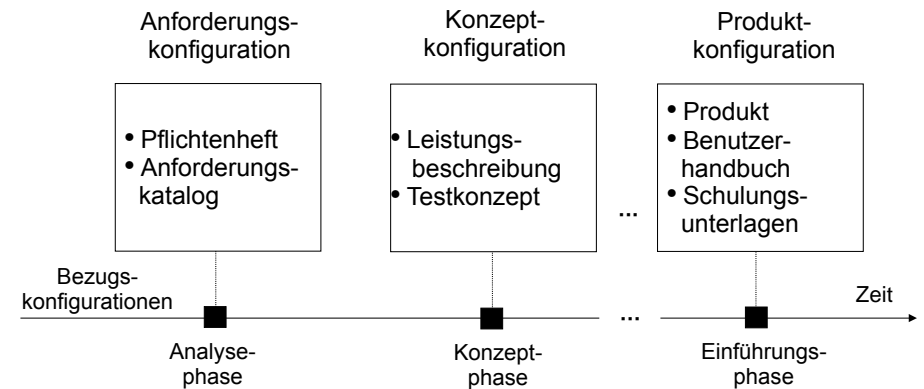 Anforderungs-
konfiguration
Konzept-
konfiguration
Produkt-
konfiguration
• Pflichtenheft
• Anforderungs-
katalog
• Leistungs-
beschreibung
• Testkonzept
...
• Produkt
• Benutzer-
handbuch
• Schulungs-
unterlagen
Bezugs-
konfigurationen
...
Zeit
Analyse-
phase
Konzept-
phase
Einführungs-
phase